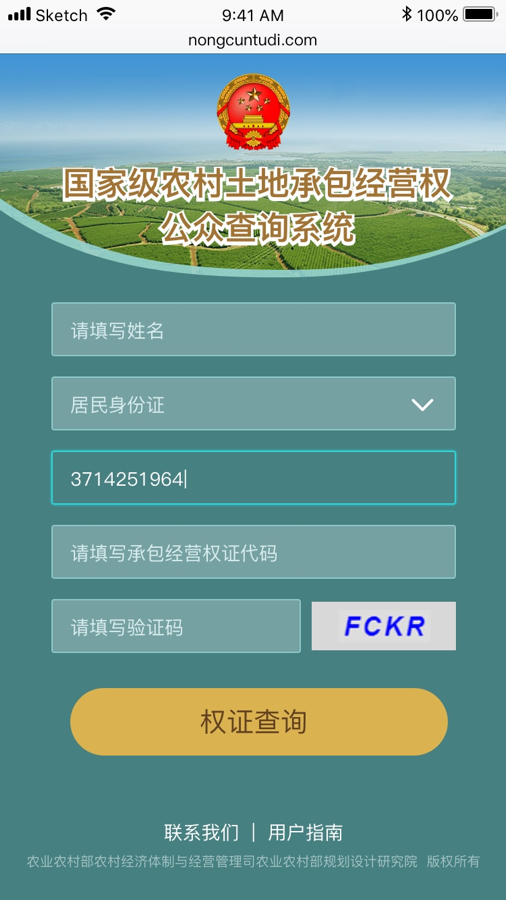 Sketch 9:41 AM 100%
nongcuntudi.com
国家级农村土地承包经营权
公众查询系统
请填写姓名
居民身份证
3714251964
请填写承包经营权证代码
请填写验证码 FCKR
权证查询
联系我们 | 用户指南
农业农村部农村经济体制与经营管理司农业农村部规划设计研究院 版权所有